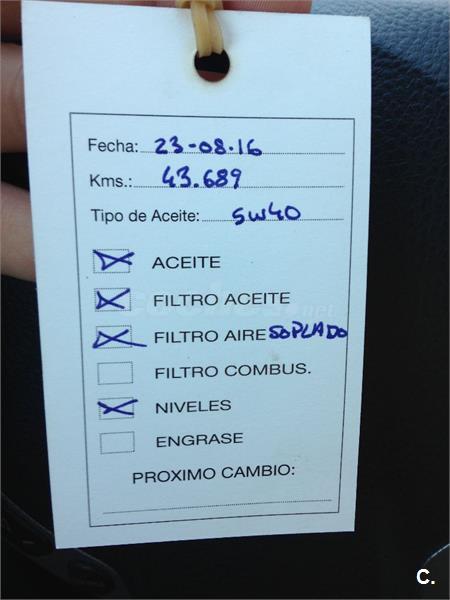 Fecha: 23-08-16
Kms.: 43.689
Tipo de Aceite: 5W40
ACEITE
FILTRO ACEITE
FILTRO AIRE SOPLADO
FILTRO COMBUS.
NIVELES
ENGRASE
PROXIMO CAMBIO:
C.